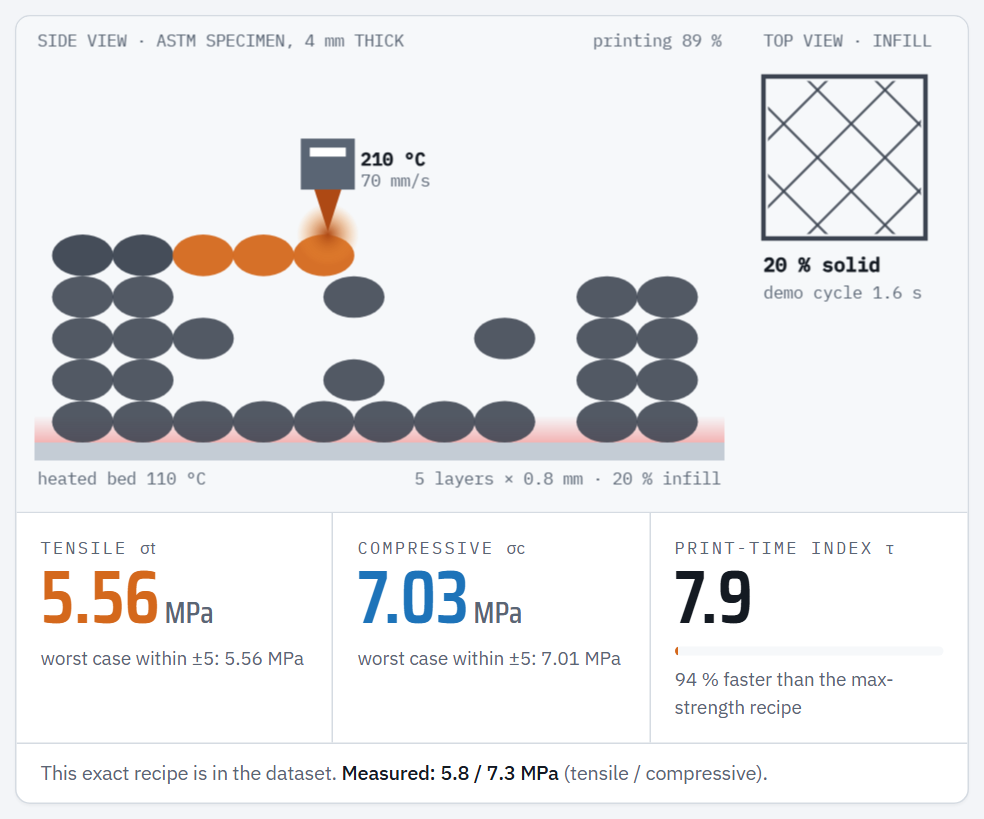 SIDE VIEW · ASTM SPECIMEN, 4 mm THICK
printing 89 %
TOP VIEW · INFILL
210 °C
70 mm/s
20 % solid
demo cycle 1.6 s
heated bed 110 °C
5 layers × 0.8 mm · 20 % infill
TENSILE σt
5.56 MPa
worst case within ±5: 5.56 MPa
COMPRESSIVE σc
7.03 MPa
worst case within ±5: 7.01 MPa
PRINT-TIME INDEX τ
7.9
94 % faster than the max-
strength recipe
This exact recipe is in the dataset. Measured: 5.8 / 7.3 MPa (tensile / compressive).